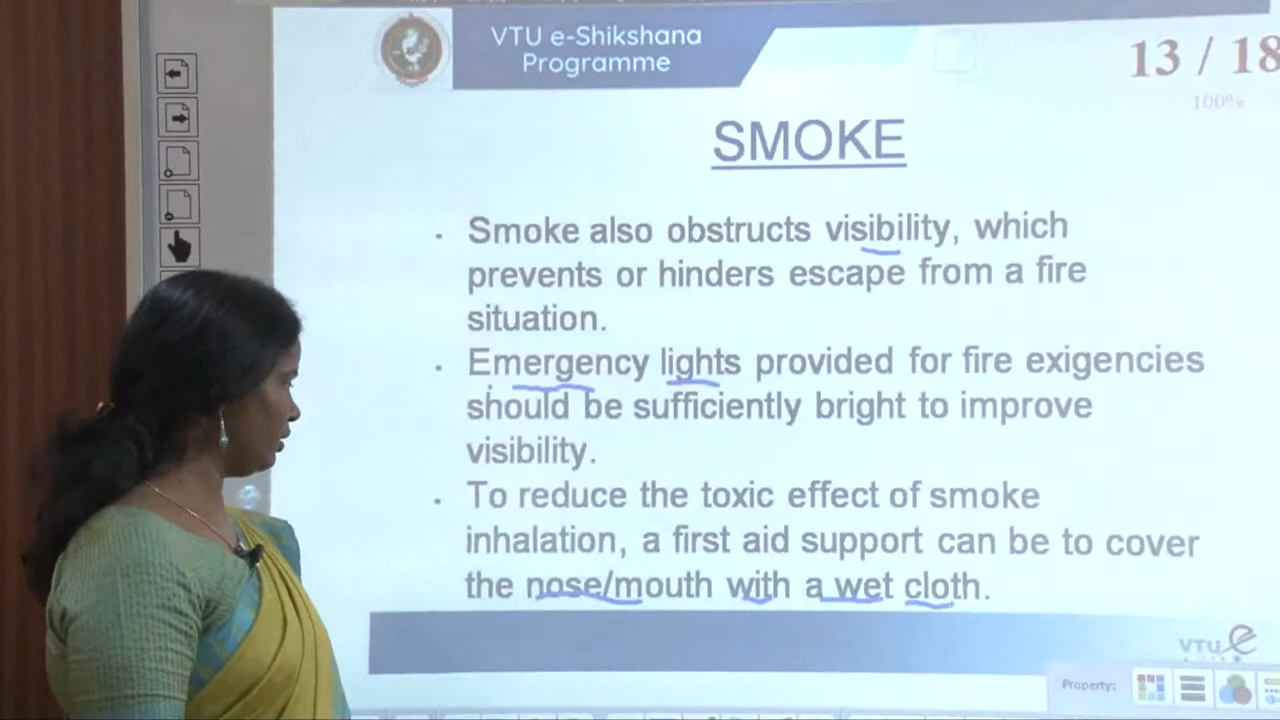 VTU e-Shikshana
Programme
13 / 18
100%
SMOKE
· Smoke also obstructs visibility, which
prevents or hinders escape from a fire
situation.
· Emergency lights provided for fire exigencies
should be sufficiently bright to improve
visibility.
· To reduce the toxic effect of smoke
inhalation, a first aid support can be to cover
the nose/mouth with a wet cloth.
VTU e
Property: